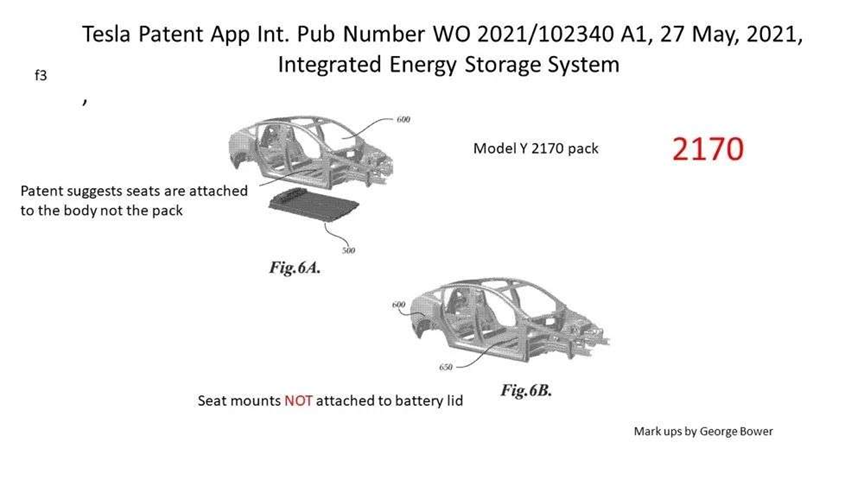 Tesla Patent App Int. Pub Number WO 2021/102340 A1, 27 May, 2021,
Integrated Energy Storage System
f3
,
600
Model Y 2170 pack
2170
Patent suggests seats are attached
to the body not the pack
500
Fig.6A.
600
650
Fig.6B.
Seat mounts NOT attached to battery lid
Mark ups by George Bower